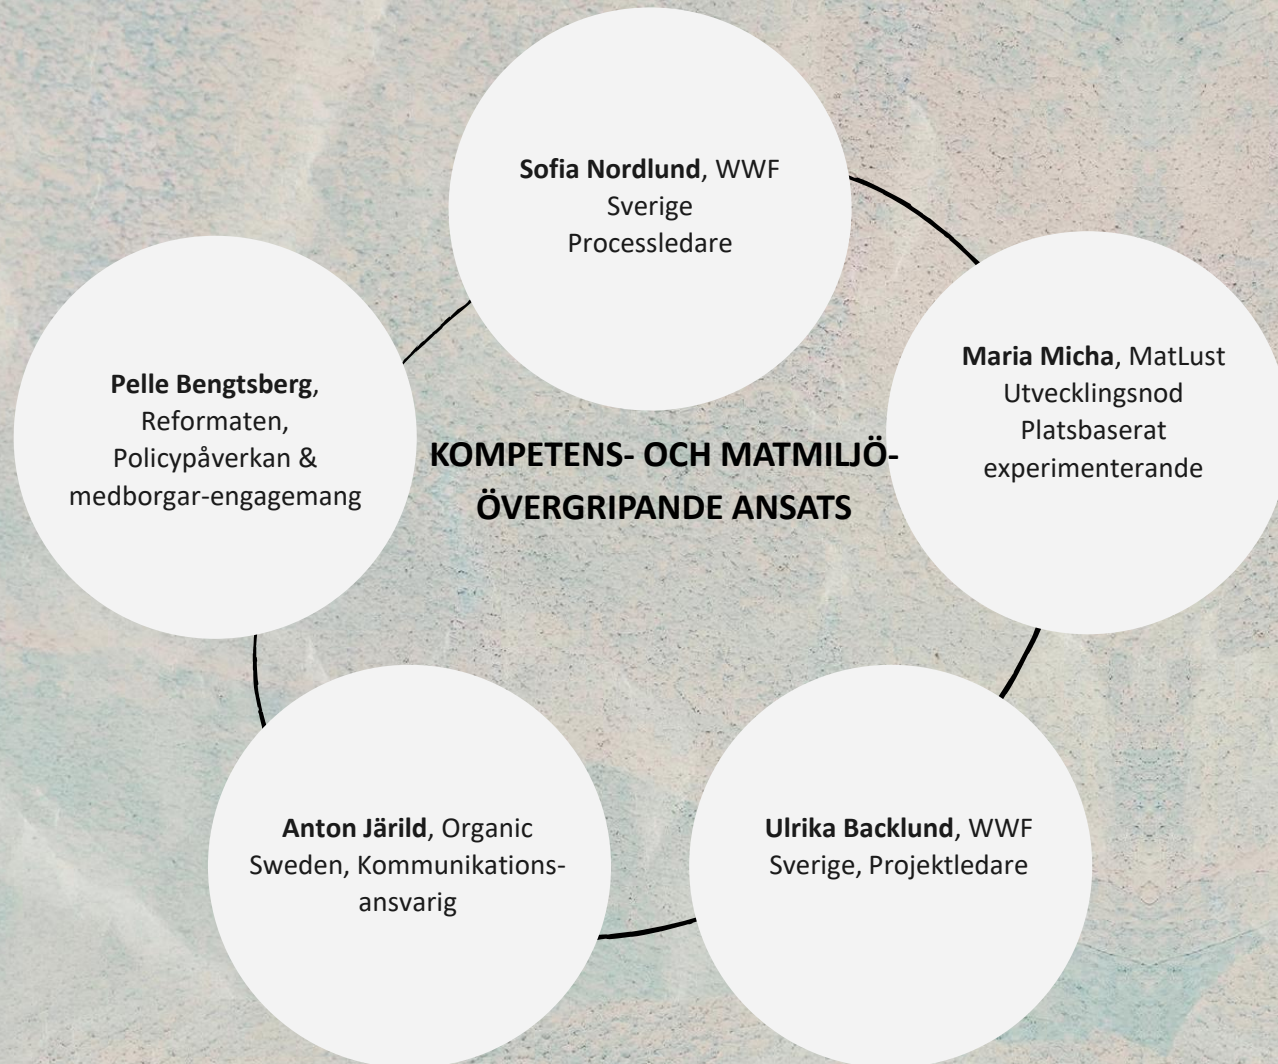 Sofia Nordlund, WWF
Sverige
Processledare
Maria Micha, MatLust
Utvecklingsnod
Platsbaserat
experimenterande
Pelle Bengtsberg,
Reformaten,
Policypåverkan &
medborgar-engagemang
KOMPETENS- OCH MATMILJÖ-
ÖVERGRIPANDE ANSATS
Anton Järild, Organic
Sweden, Kommunikations-
ansvarig
Ulrika Backlund, WWF
Sverige, Projektledare